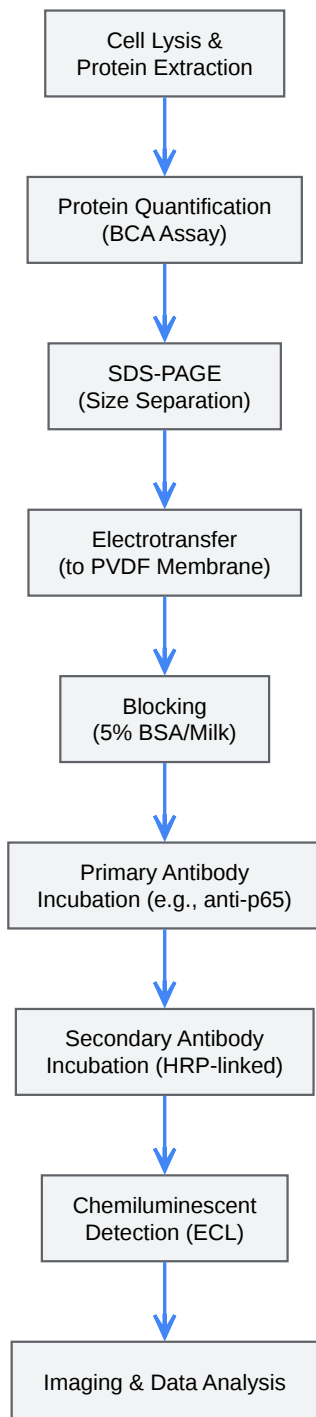 Cell Lysis &
Protein Extraction
Protein Quantification
(BCA Assay)
SDS-PAGE
(Size Separation)
Electrotransfer
(to PVDF Membrane)
Blocking
(5% BSA/Milk)
Primary Antibody
Incubation (e.g., anti-p65)
Secondary Antibody
Incubation (HRP-linked)
Chemiluminescent
Detection (ECL)
Imaging & Data Analysis